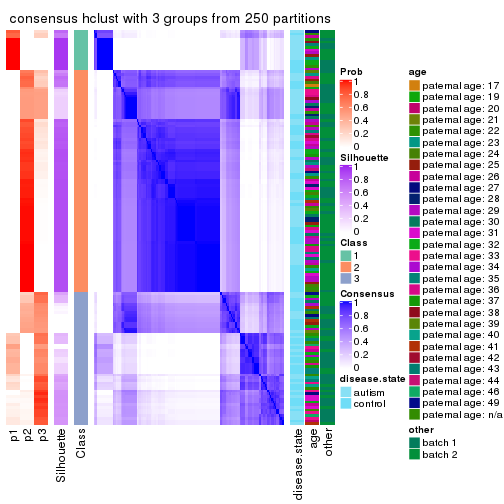 consensus hclust with 3 groups from 250 partitions
p1
p2
p3
Silhouette
Class
disease.state
age
other
Prob
1
0.8
0.6
0.4
0.2
0
Silhouette
1
0.8
0.6
0.4
0.2
0
Class
1
2
3
Consensus
1
0.8
0.6
0.4
0.2
0
disease.state
autism
control
age
paternal age: 17
paternal age: 19
paternal age: 20
paternal age: 21
paternal age: 22
paternal age: 23
paternal age: 24
paternal age: 25
paternal age: 26
paternal age: 27
paternal age: 28
paternal age: 29
paternal age: 30
paternal age: 31
paternal age: 32
paternal age: 33
paternal age: 34
paternal age: 35
paternal age: 36
paternal age: 37
paternal age: 38
paternal age: 39
paternal age: 40
paternal age: 41
paternal age: 42
paternal age: 43
paternal age: 44
paternal age: 46
paternal age: 49
paternal age: n/a
other
batch 1
batch 2